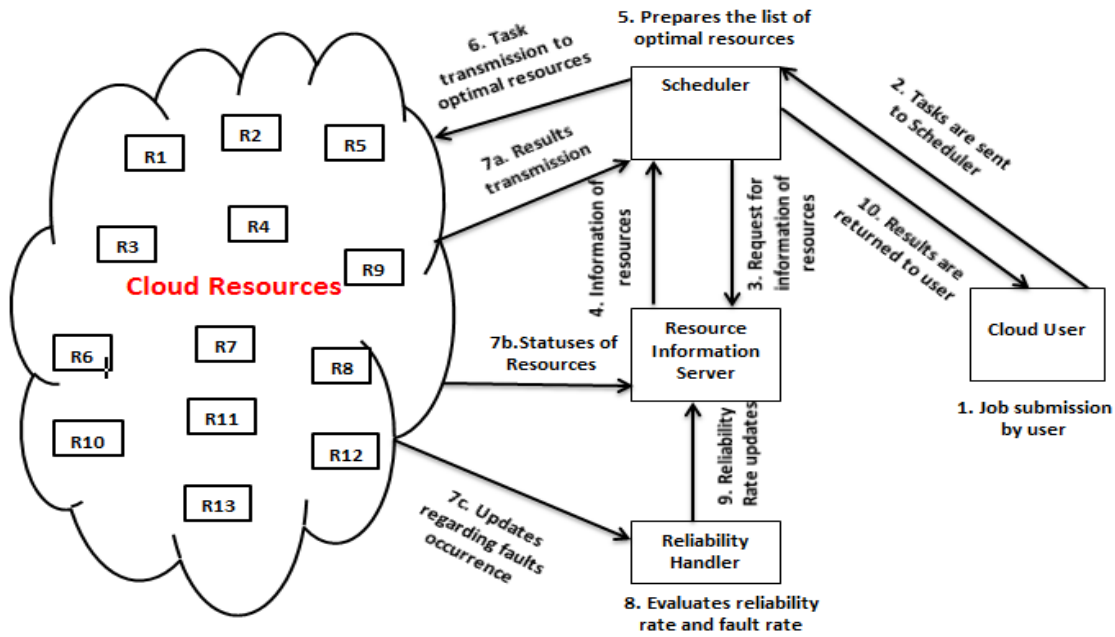 5. Prepares the list of
optimal resources
6. Task
transmission to
optimal resources
Scheduler
2. Tasks are sent
to Scheduler
R1
R2
R5
7a. Results
transmission
R3
R4
R9
Cloud Resources
4. Information of
resources
3. Request for
information of
resources
10. Results are
returned to user
R6
R7
R8
7b.Statuses of
Resources
Resource
Information
Server
Cloud User
R10
R11
R12
1. Job submission
by user
9. Reliability
Rate updates
R13
7c. Updates
regarding faults
occurrence
Reliability
Handler
8. Evaluates reliability
rate and fault rate